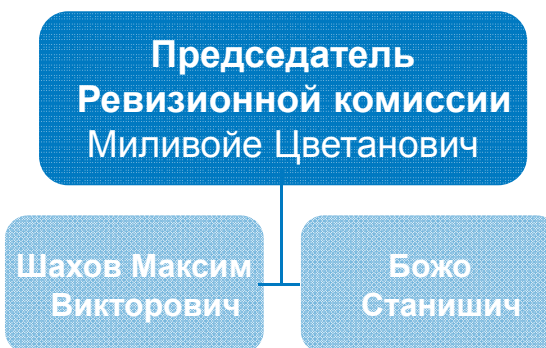 Председатель
Ревизионной комиссии
Миливойе Цветанович
Шахов Максим
Викторович
Божо
Станишич